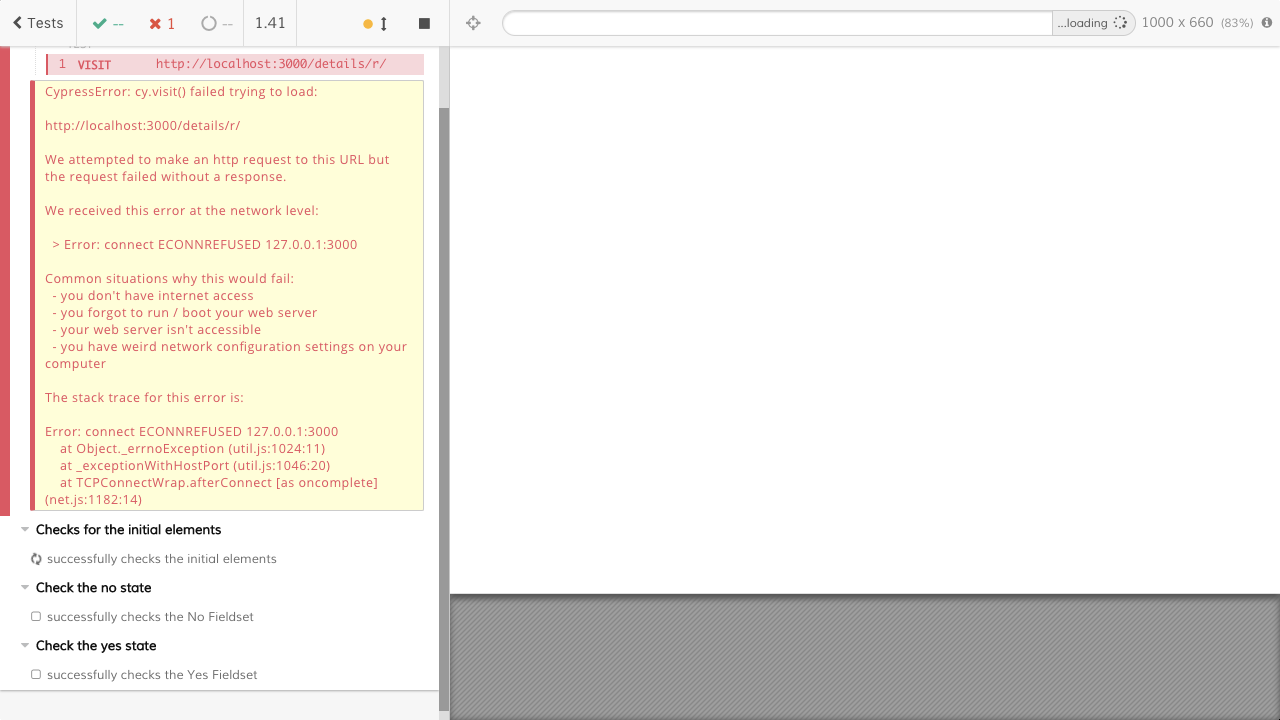 Tests
--
1
--
1.41
...loading
1000 x 660 (83%)
1 VISIT http://localhost:3000/details/r/
CypressError: cy.visit() failed trying to load:
http://localhost:3000/details/r/
We attempted to make an http request to this URL but
the request failed without a response.
We received this error at the network level:
> Error: connect ECONNREFUSED 127.0.0.1:3000
Common situations why this would fail:
- you don't have internet access
- you forgot to run / boot your web server
- your web server isn't accessible
- you have weird network configuration settings on your
computer
The stack trace for this error is:
Error: connect ECONNREFUSED 127.0.0.1:3000
at Object._errnoException (util.js:1024:11)
at _exceptionWithHostPort (util.js:1046:20)
at TCPConnectWrap.afterConnect [as oncomplete]
(net.js:1182:14)
Checks for the initial elements
successfully checks the initial elements
Check the no state
successfully checks the No Fieldset
Check the yes state
successfully checks the Yes Fieldset